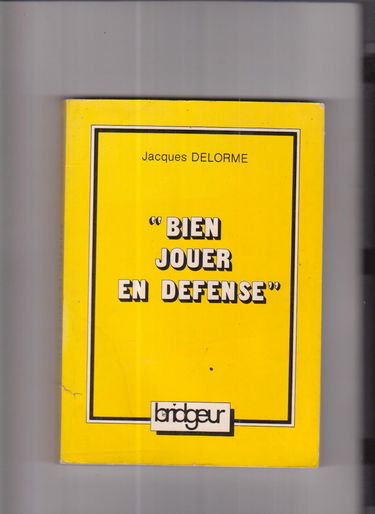 Jacques DELORME
“BIEN
JOUER
EN DEFENSE”
bridgeur